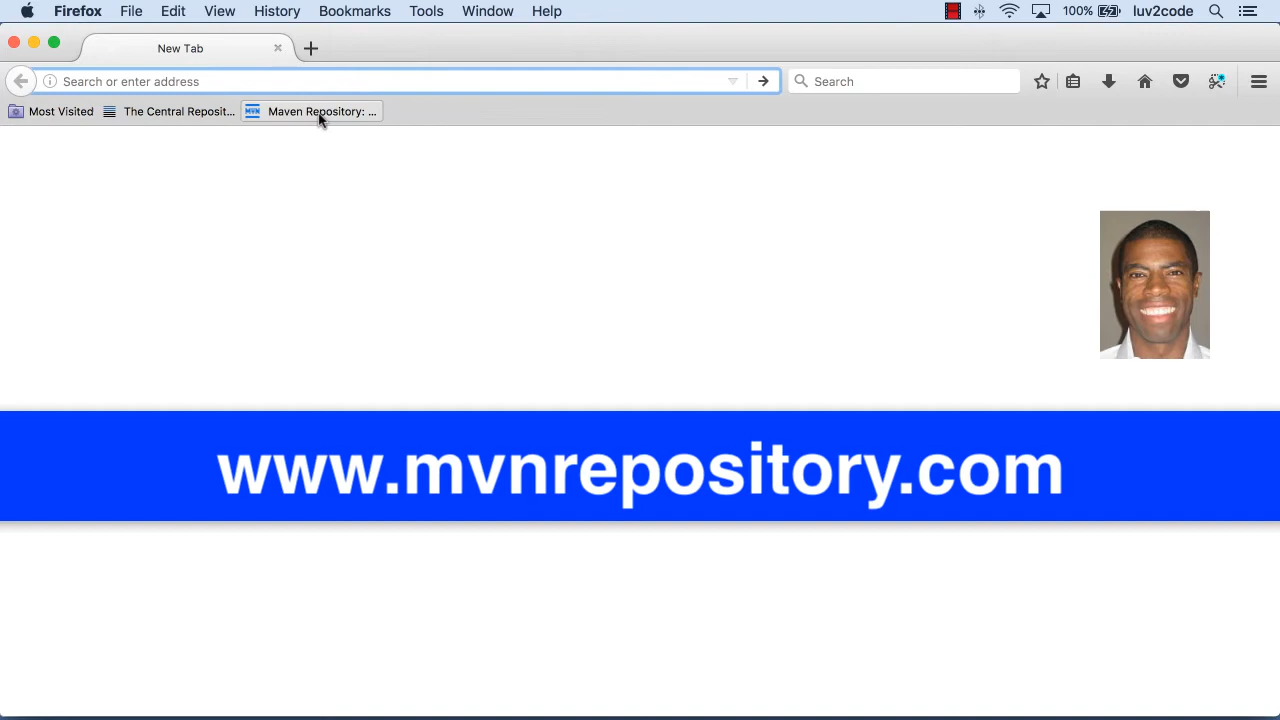 Firefox File Edit View History Bookmarks Tools Window Help 100% luv2code
New Tab
Search or enter address Search
Most Visited The Central Reposit... MVN Maven Repository: ...
www.mvnrepository.com